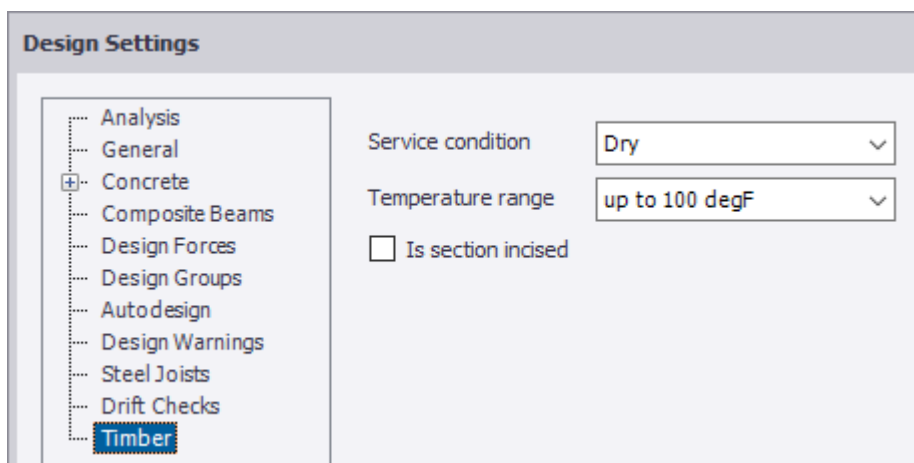 Design Settings
Analysis
General
Concrete
Composite Beams
Design Forces
Design Groups
Autodesign
Design Warnings
Steel Joists
Drift Checks
Timber
Service condition
Dry
Temperature range
up to 100 degF
Is section incised